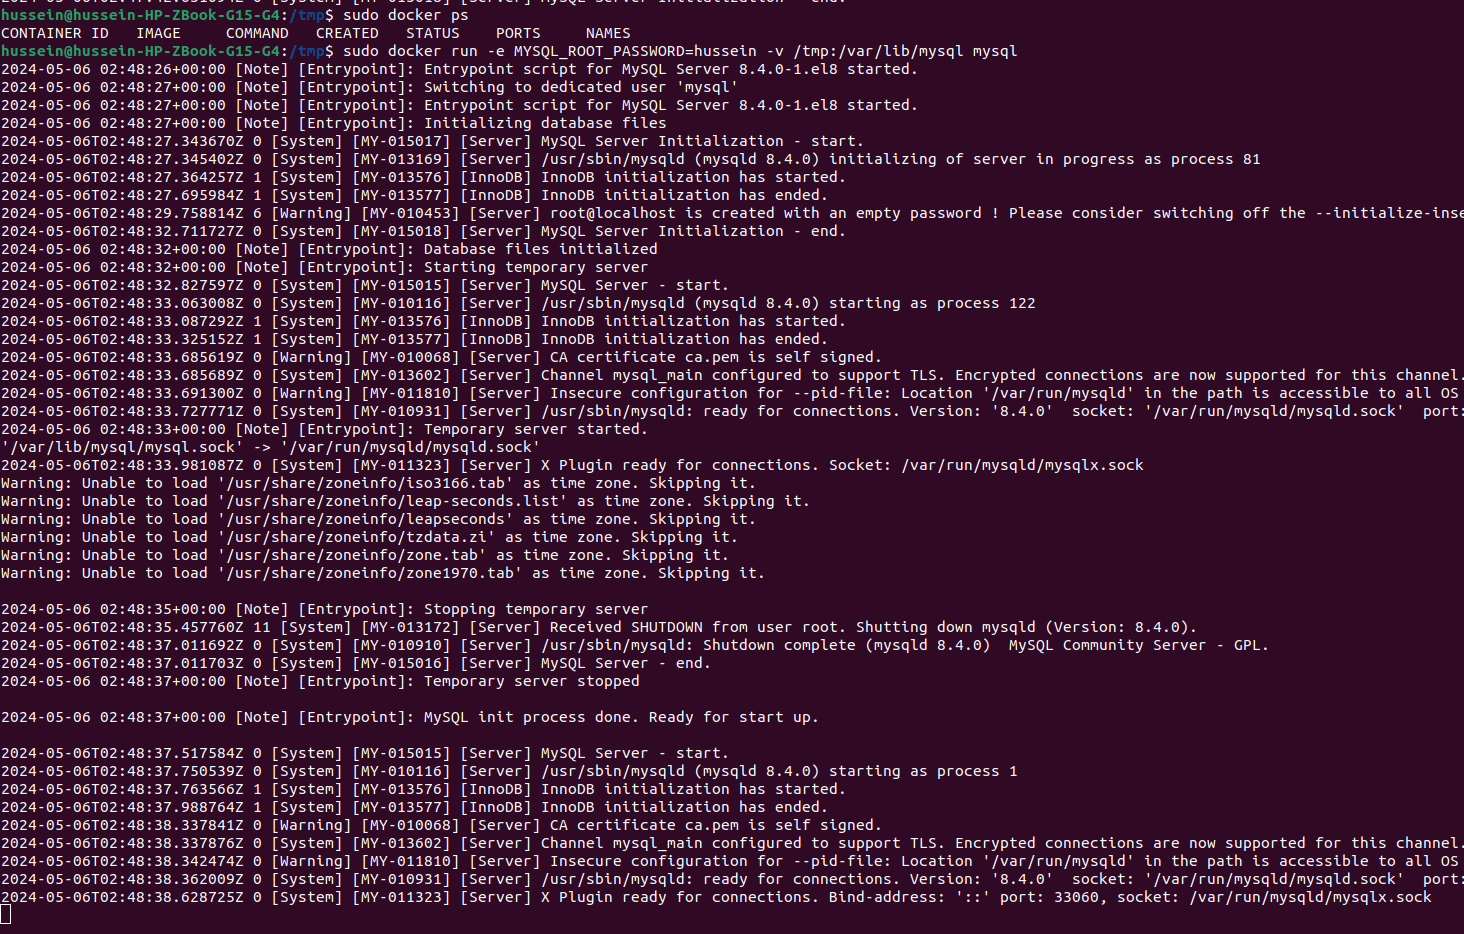 hussein@hussein-HP-ZBook-G15-G4:/tmp$ sudo docker ps
CONTAINER ID   IMAGE     COMMAND   CREATED   STATUS    PORTS     NAMES
hussein@hussein-HP-ZBook-G15-G4:/tmp$ sudo docker run -e MYSQL_ROOT_PASSWORD=hussein -v /tmp:/var/lib/mysql mysql
2024-05-06 02:48:26+00:00 [Note] [Entrypoint]: Entrypoint script for MySQL Server 8.4.0-1.el8 started.
2024-05-06 02:48:27+00:00 [Note] [Entrypoint]: Switching to dedicated user 'mysql'
2024-05-06 02:48:27+00:00 [Note] [Entrypoint]: Entrypoint script for MySQL Server 8.4.0-1.el8 started.
2024-05-06 02:48:27+00:00 [Note] [Entrypoint]: Initializing database files
2024-05-06T02:48:27.343670Z 0 [System] [MY-015017] [Server] MySQL Server Initialization - start.
2024-05-06T02:48:27.345402Z 0 [System] [MY-013169] [Server] /usr/sbin/mysqld (mysqld 8.4.0) initializing of server in progress as process 81
2024-05-06T02:48:27.364257Z 1 [System] [MY-013576] [InnoDB] InnoDB initialization has started.
2024-05-06T02:48:27.695984Z 1 [System] [MY-013577] [InnoDB] InnoDB initialization has ended.
2024-05-06T02:48:29.758814Z 6 [Warning] [MY-010453] [Server] root@localhost is created with an empty password ! Please consider switching off the --initialize-inse
2024-05-06T02:48:32.711727Z 0 [System] [MY-015018] [Server] MySQL Server Initialization - end.
2024-05-06 02:48:32+00:00 [Note] [Entrypoint]: Database files initialized
2024-05-06 02:48:32+00:00 [Note] [Entrypoint]: Starting temporary server
2024-05-06T02:48:32.827597Z 0 [System] [MY-015015] [Server] MySQL Server - start.
2024-05-06T02:48:33.063008Z 0 [System] [MY-010116] [Server] /usr/sbin/mysqld (mysqld 8.4.0) starting as process 122
2024-05-06T02:48:33.087292Z 1 [System] [MY-013576] [InnoDB] InnoDB initialization has started.
2024-05-06T02:48:33.325152Z 1 [System] [MY-013577] [InnoDB] InnoDB initialization has ended.
2024-05-06T02:48:33.685619Z 0 [Warning] [MY-010068] [Server] CA certificate ca.pem is self signed.
2024-05-06T02:48:33.685689Z 0 [System] [MY-013602] [Server] Channel mysql_main configured to support TLS. Encrypted connections are now supported for this channel.
2024-05-06T02:48:33.691300Z 0 [Warning] [MY-011810] [Server] Insecure configuration for --pid-file: Location '/var/run/mysqld' in the path is accessible to all OS
2024-05-06T02:48:33.727771Z 0 [System] [MY-010931] [Server] /usr/sbin/mysqld: ready for connections. Version: '8.4.0'  socket: '/var/run/mysqld/mysqld.sock'  port:
2024-05-06 02:48:33+00:00 [Note] [Entrypoint]: Temporary server started.
'/var/lib/mysql/mysql.sock' -> '/var/run/mysqld/mysqld.sock'
2024-05-06T02:48:33.981087Z 0 [System] [MY-011323] [Server] X Plugin ready for connections. Socket: /var/run/mysqld/mysqlx.sock
Warning: Unable to load '/usr/share/zoneinfo/iso3166.tab' as time zone. Skipping it.
Warning: Unable to load '/usr/share/zoneinfo/leap-seconds.list' as time zone. Skipping it.
Warning: Unable to load '/usr/share/zoneinfo/leapseconds' as time zone. Skipping it.
Warning: Unable to load '/usr/share/zoneinfo/tzdata.zi' as time zone. Skipping it.
Warning: Unable to load '/usr/share/zoneinfo/zone.tab' as time zone. Skipping it.
Warning: Unable to load '/usr/share/zoneinfo/zone1970.tab' as time zone. Skipping it.
2024-05-06 02:48:35+00:00 [Note] [Entrypoint]: Stopping temporary server
2024-05-06T02:48:35.457760Z 11 [System] [MY-013172] [Server] Received SHUTDOWN from user root. Shutting down mysqld (Version: 8.4.0).
2024-05-06T02:48:37.011692Z 0 [System] [MY-010910] [Server] /usr/sbin/mysqld: Shutdown complete (mysqld 8.4.0)  MySQL Community Server - GPL.
2024-05-06T02:48:37.011703Z 0 [System] [MY-015016] [Server] MySQL Server - end.
2024-05-06 02:48:37+00:00 [Note] [Entrypoint]: Temporary server stopped
2024-05-06 02:48:37+00:00 [Note] [Entrypoint]: MySQL init process done. Ready for start up.
2024-05-06T02:48:37.517584Z 0 [System] [MY-015015] [Server] MySQL Server - start.
2024-05-06T02:48:37.750539Z 0 [System] [MY-010116] [Server] /usr/sbin/mysqld (mysqld 8.4.0) starting as process 1
2024-05-06T02:48:37.763566Z 1 [System] [MY-013576] [InnoDB] InnoDB initialization has started.
2024-05-06T02:48:37.988764Z 1 [System] [MY-013577] [InnoDB] InnoDB initialization has ended.
2024-05-06T02:48:38.337841Z 0 [Warning] [MY-010068] [Server] CA certificate ca.pem is self signed.
2024-05-06T02:48:38.337876Z 0 [System] [MY-013602] [Server] Channel mysql_main configured to support TLS. Encrypted connections are now supported for this channel.
2024-05-06T02:48:38.342474Z 0 [Warning] [MY-011810] [Server] Insecure configuration for --pid-file: Location '/var/run/mysqld' in the path is accessible to all OS
2024-05-06T02:48:38.362009Z 0 [System] [MY-010931] [Server] /usr/sbin/mysqld: ready for connections. Version: '8.4.0'  socket: '/var/run/mysqld/mysqld.sock'  port:
2024-05-06T02:48:38.628725Z 0 [System] [MY-011323] [Server] X Plugin ready for connections. Bind-address: '::' port: 33060, socket: /var/run/mysqld/mysqlx.sock